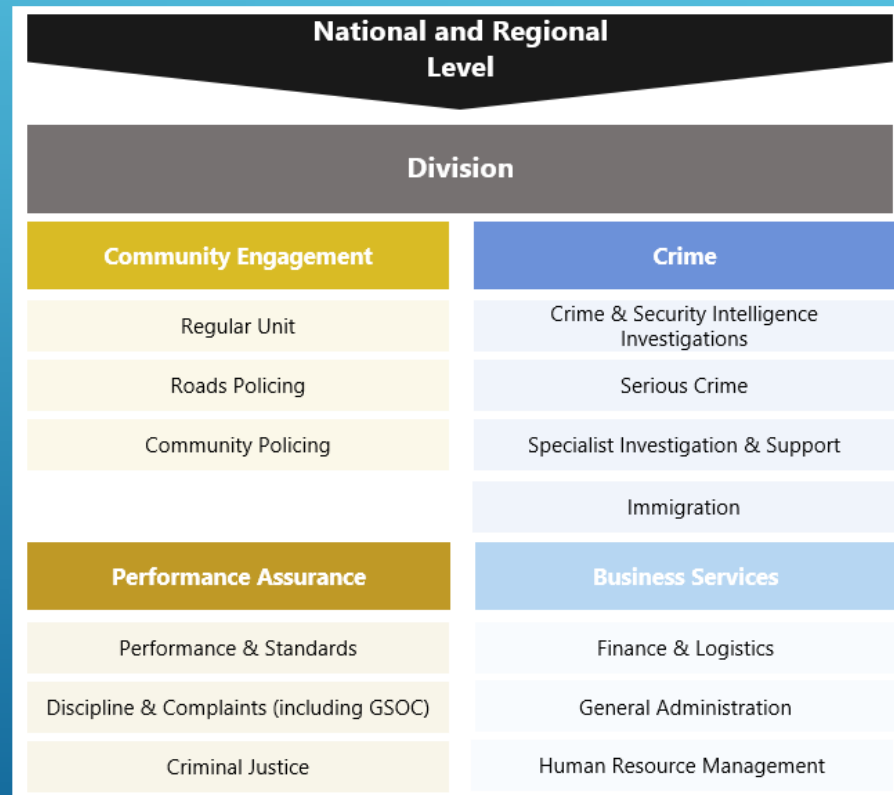 National and Regional
Level
Division
Community Engagement
Regular Unit
Roads Policing
Community Policing
Crime
Crime & Security Intelligence
Investigations
Serious Crime
Specialist Investigation & Support
Immigration
Performance Assurance
Performance & Standards
Discipline & Complaints (including GSOC)
Criminal Justice
Business Services
Finance & Logistics
General Administration
Human Resource Management